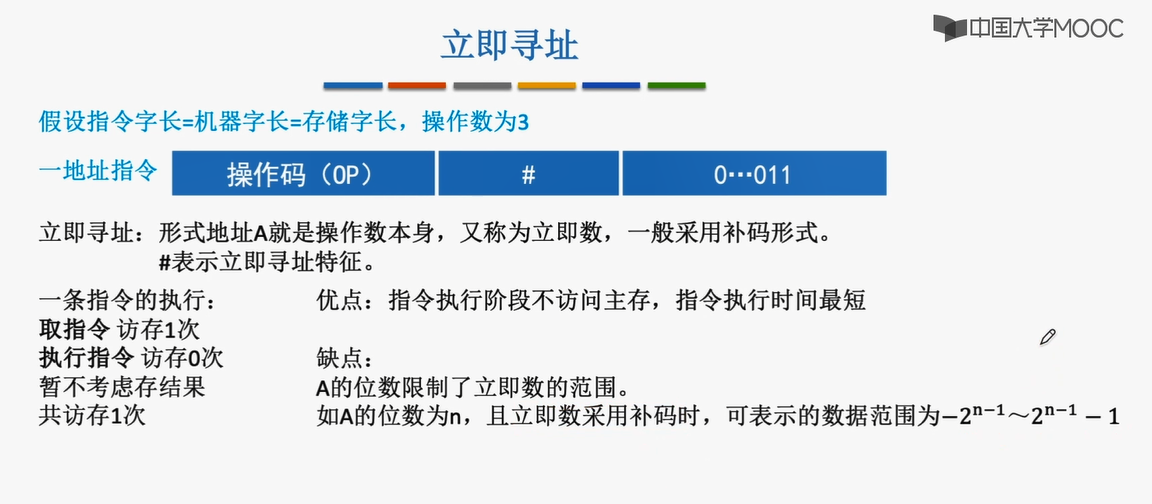 中国大学MOOC
立即寻址
假设指令字长=机器字长=存储字长，操作数为3
一地址指令 操作码（OP） # 0···011
立即寻址：形式地址A就是操作数本身，又称为立即数，一般采用补码形式。
#表示立即寻址特征。
一条指令的执行： 优点：指令执行阶段不访问主存，指令执行时间最短
取指令 访存1次
执行指令 访存0次 缺点：
暂不考虑存结果 A的位数限制了立即数的范围。
共访存1次 如A的位数为n，且立即数采用补码时，可表示的数据范围为−2ⁿ⁻¹～2ⁿ⁻¹ − 1